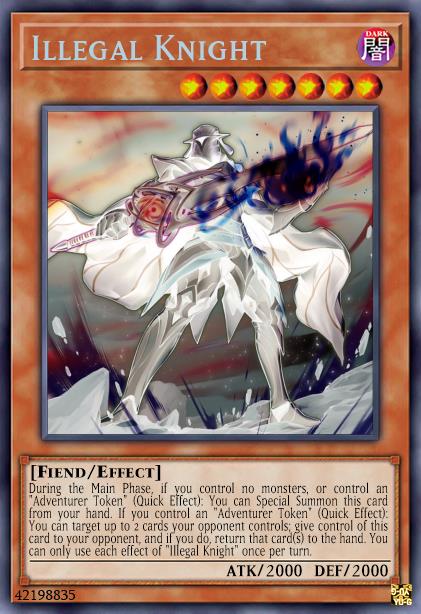 Illegal Knight
DARK
闇
[Fiend/Effect]
During the Main Phase, if you control no monsters, or control an
"Adventurer Token" (Quick Effect): You can Special Summon this card
from your hand. If you control an "Adventurer Token" (Quick Effect):
You can target up to 2 cards your opponent controls; give control of this
card to your opponent, and if you do, return that card(s) to the hand. You
can only use each effect of "Illegal Knight" once per turn.
ATK/2000 DEF/2000
42198835